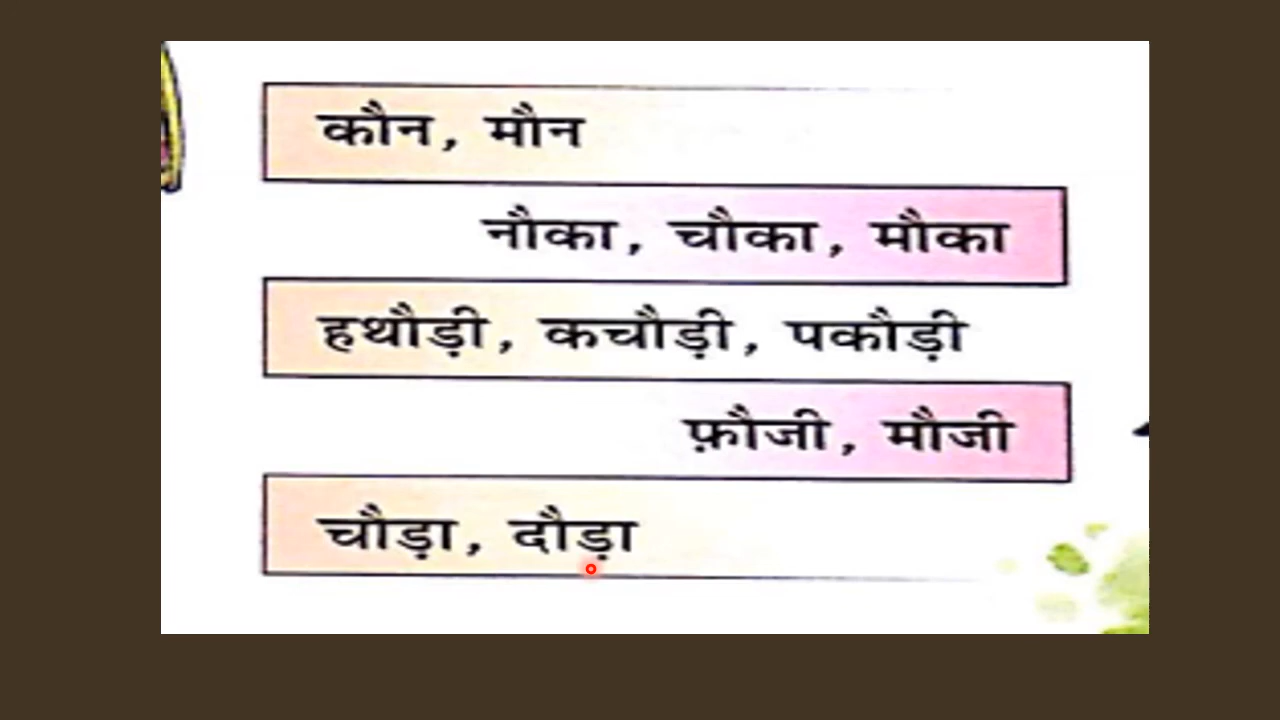 कौन, मौन
नौका, चौका, मौका
हथौड़ी, कचौड़ी, पकौड़ी
फ़ौजी, मौजी
चौड़ा, दौड़ा